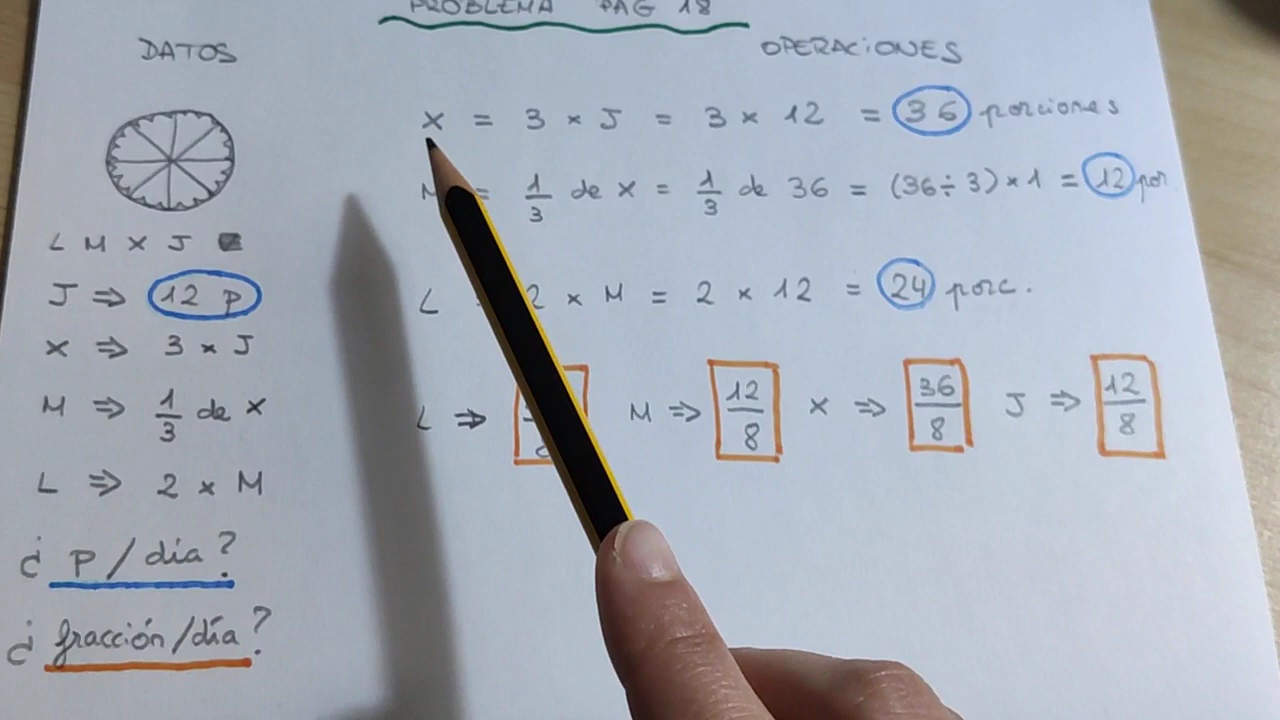 PROBLEMA PAG 18
DATOS
L M X J
J ⇒ 12 p
X ⇒ 3 × J
M ⇒ 1/3 de X
L ⇒ 2 × M
¿ P / día ?
¿ fracción / día ?
OPERACIONES
X = 3 × J = 3 × 12 = 36 porciones
M = 1/3 de X = 1/3 de 36 = (36 ÷ 3) × 1 = 12 por.
L = 2 × M = 2 × 12 = 24 porc.
L ⇒ M ⇒ 12/8 X ⇒ 36/8 J ⇒ 12/8